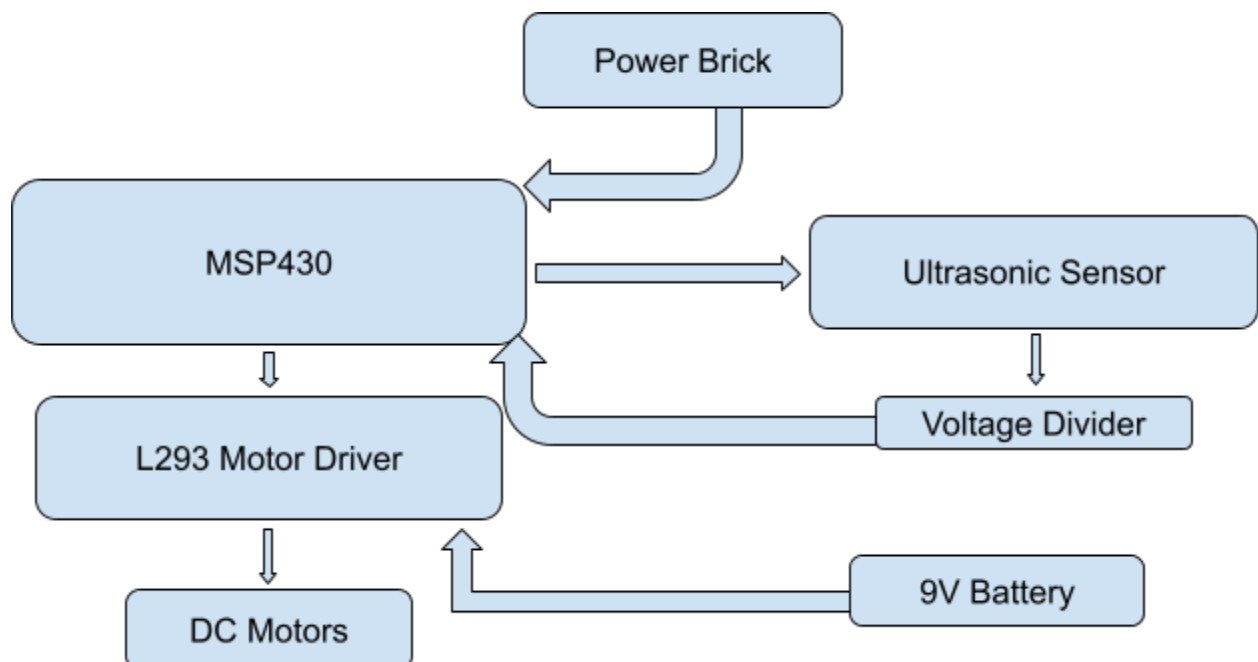 Power Brick
MSP430
Ultrasonic Sensor
Voltage Divider
L293 Motor Driver
9V Battery
DC Motors